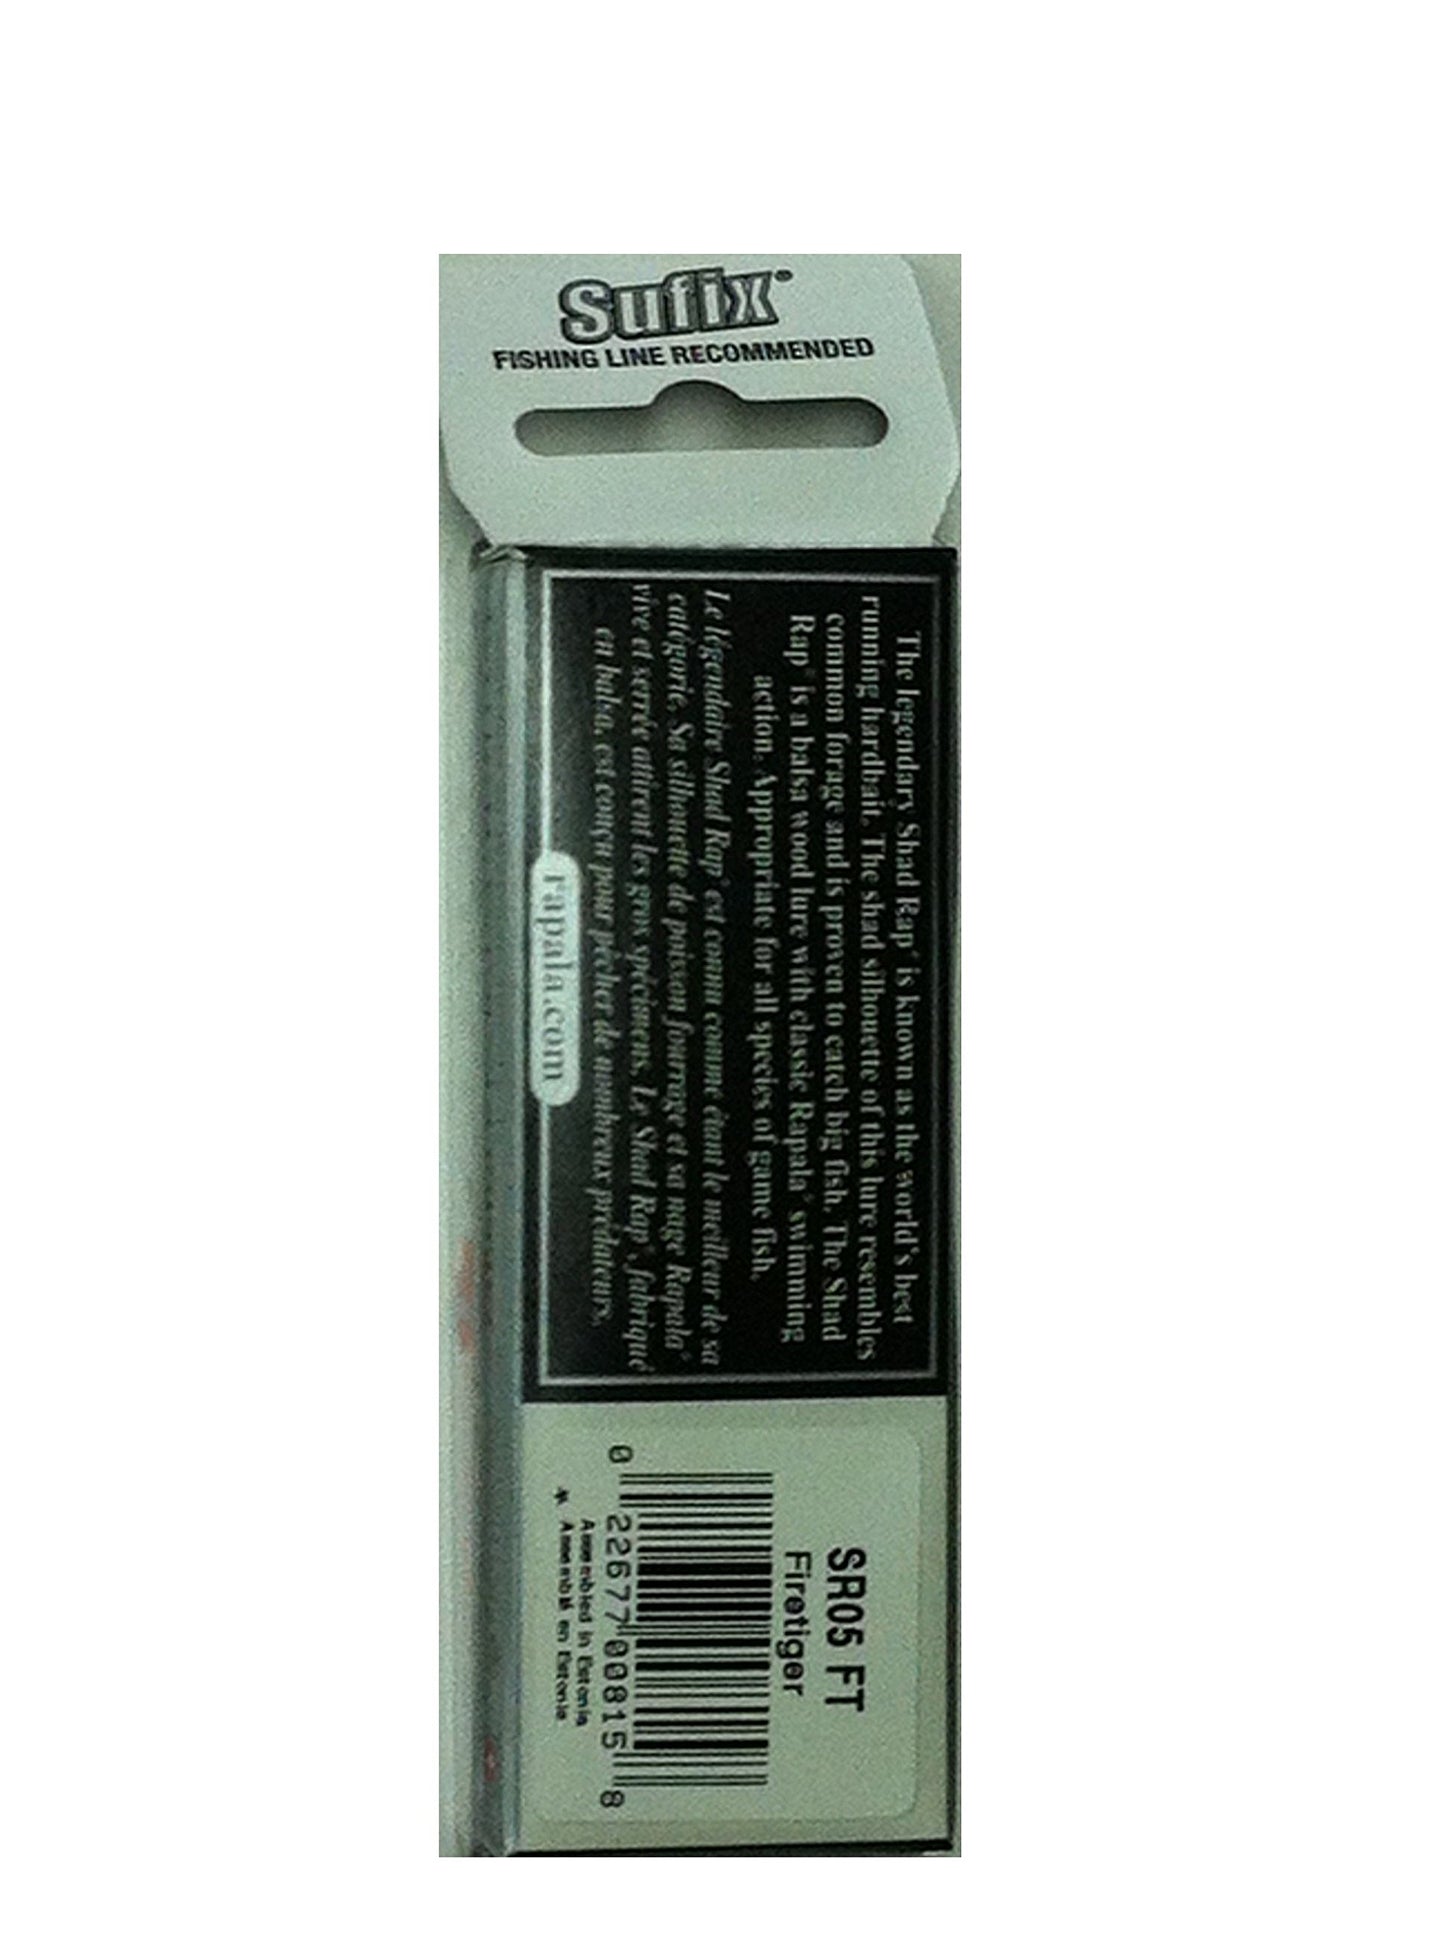 Sufix®
FISHING LINE RECOMMENDED
The legendary Shad Rap® is known as the world's best
running hardbait. The shad silhouette of this lure resembles
common forage and is proven to catch big fish. The Shad
Rap® is a balsa wood lure with classic Rapala® swimming
action. Appropriate for all species of game fish.
Le légendaire Shad Rap® est connu comme étant le meilleur de sa
catégorie. Sa silhouette de poisson fourrage et sa nage Rapala®
vive et serrée attirent les gros spécimens. Le Shad Rap®, fabriqué
en balsa, est conçu pour pêcher de nombreux prédateurs.
rapala.com
SR05 FT
Firetiger
0 22677 00815 8
Assembled in Estonia
Assemblé en Estonie